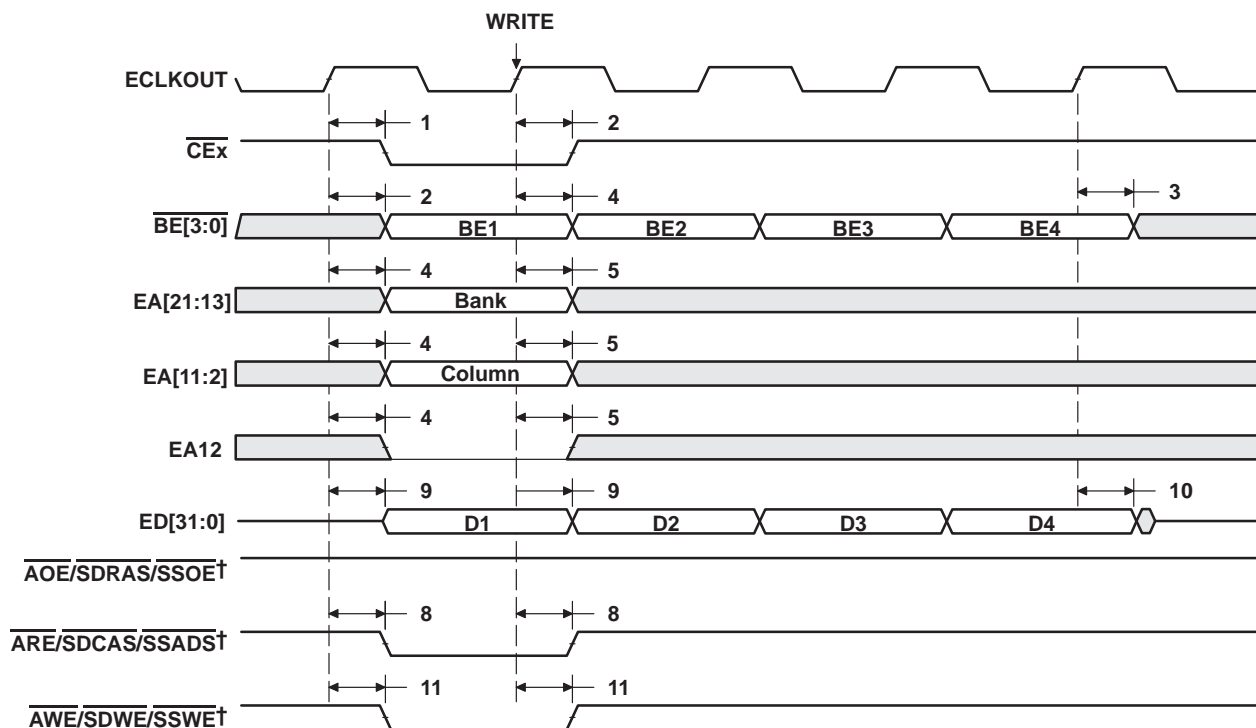 WRITE
ECLKOUT
1 2
CEx
2 4 3
BE[3:0] BE1 BE2 BE3 BE4
4 5
EA[21:13] Bank
4 5
EA[11:2] Column
4 5
EA12
9 9 10
ED[31:0] D1 D2 D3 D4
AOE/SDRAS/SSOE†
8 8
ARE/SDCAS/SSADS†
11 11
AWE/SDWE/SSWE†